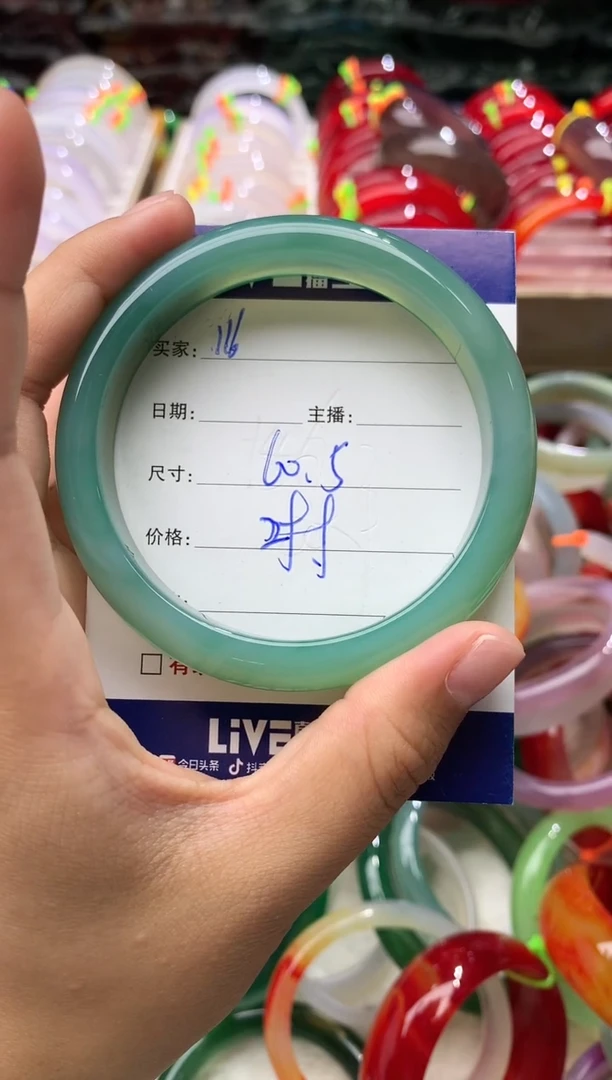 播
买家: 116
日期: 主播:
尺寸: 60.5
价格:
有
LIVE
今日头条 抖